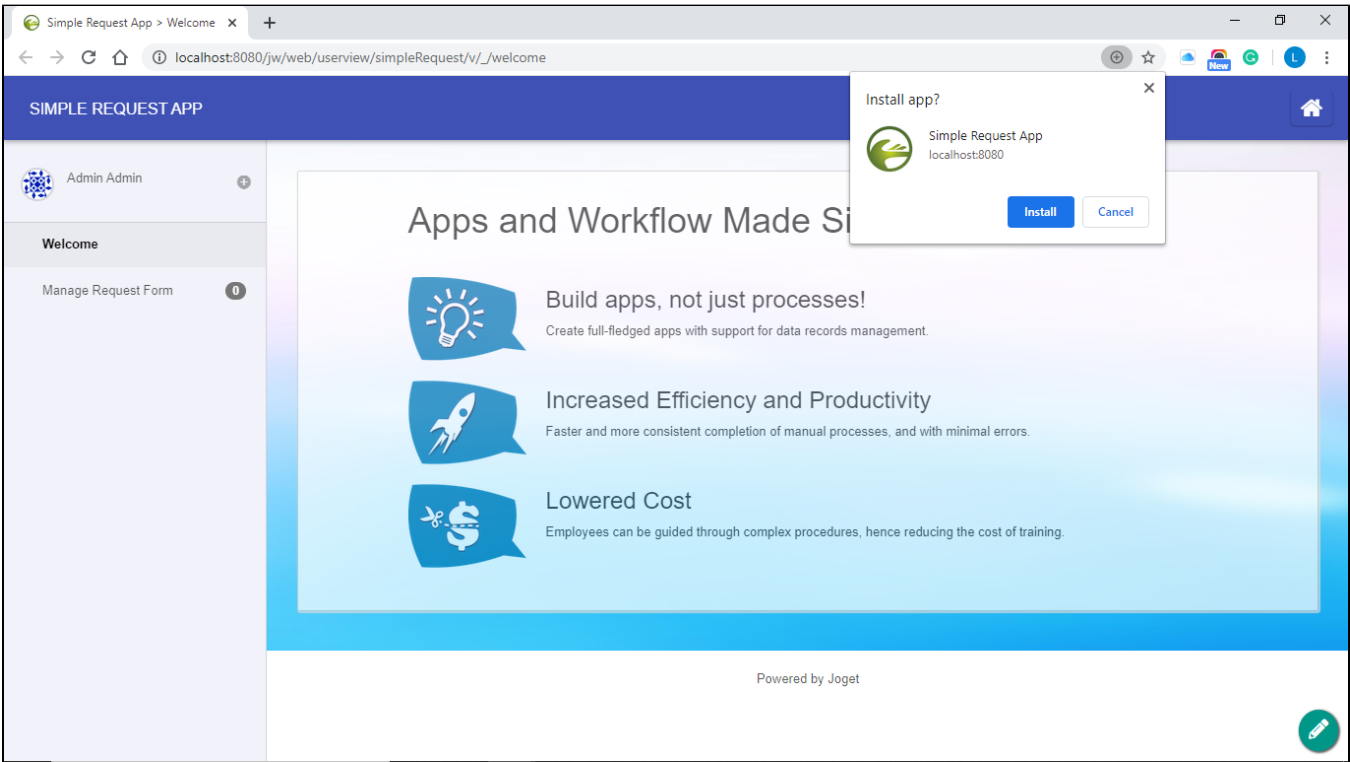 Simple Request App > Welcome
localhost:8080/jw/web/userview/simpleRequest/v/_/welcome
New
G
L
SIMPLE REQUEST APP
Install app?
Simple Request App
localhost:8080
Install
Cancel
Admin Admin
Welcome
Manage Request Form
0
Apps and Workflow Made Si
Build apps, not just processes!
Create full-fledged apps with support for data records management.
Increased Efficiency and Productivity
Faster and more consistent completion of manual processes, and with minimal errors.
Lowered Cost
Employees can be guided through complex procedures, hence reducing the cost of training.
Powered by Joget